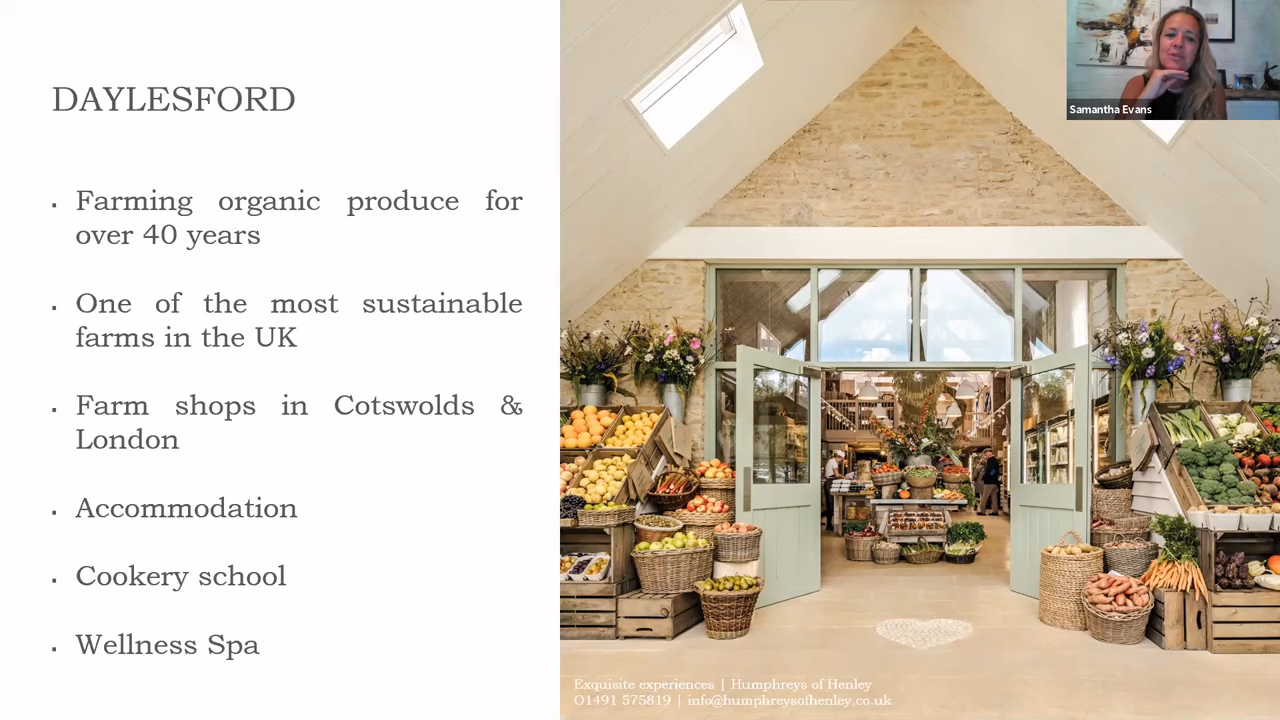 DAYLESFORD
▪ Farming organic produce for
over 40 years
▪ One of the most sustainable
farms in the UK
▪ Farm shops in Cotswolds &
London
▪ Accommodation
▪ Cookery school
▪ Wellness Spa
Samantha Evans
Exquisite experiences | Humphreys of Henley
01491 575819 | info@humphreysofhenley.co.uk